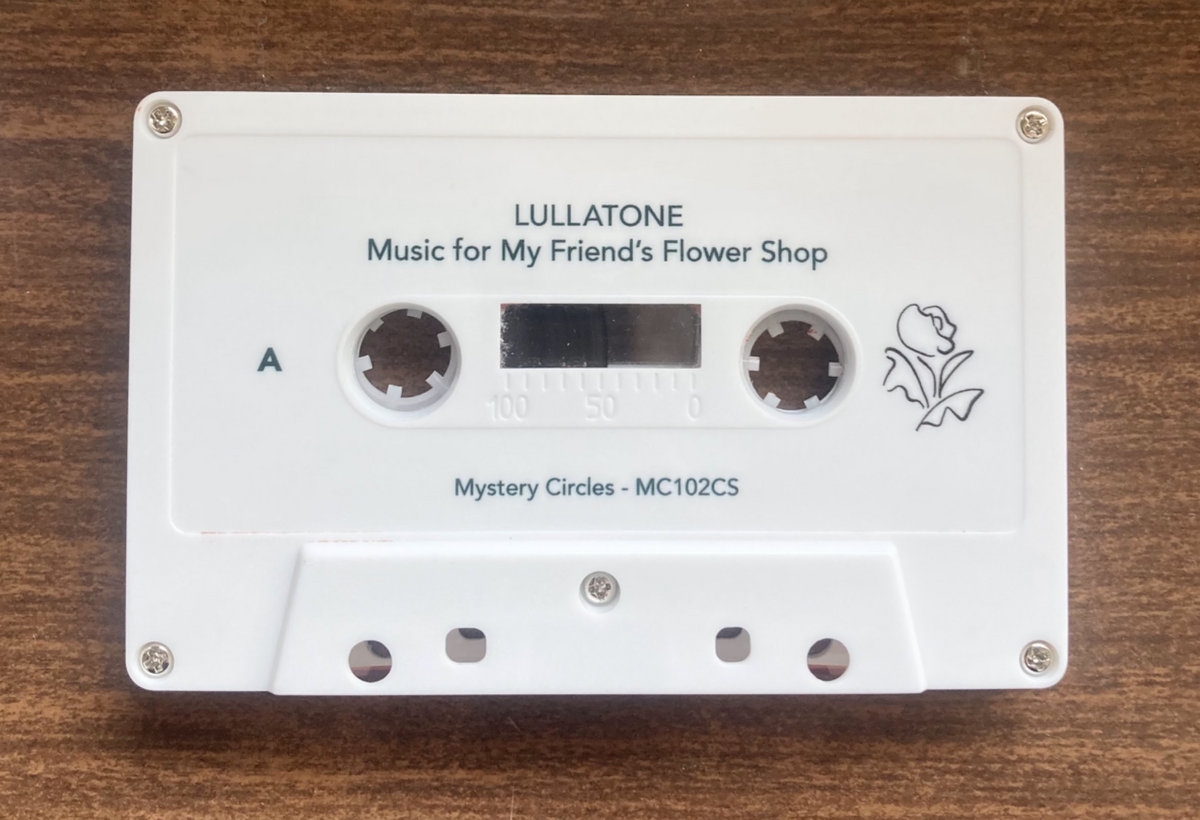 LULLATONE
Music for My Friend's Flower Shop
A
100 50 0
Mystery Circles - MC102CS